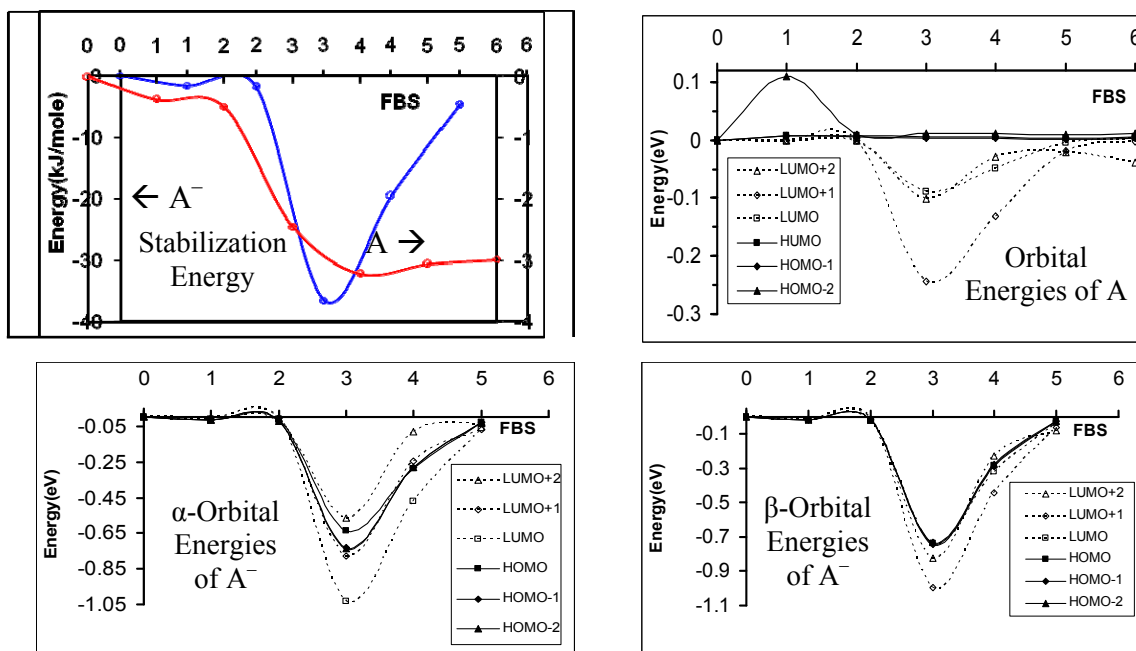 0 0 1 1 2 2 3 3 4 4 5 5 6 6
Energy(kJ/mole)
-10
-20
-30
-40
FBS
← A⁻
Stabilization
Energy
A →
0
-1
-2
-3
-4
0 1 2 3 4 5 6
Energy(eV)
0.1
0
-0.1
-0.2
-0.3
FBS
LUMO+2
LUMO+1
LUMO
HUMO
HOMO-1
HOMO-2
Orbital
Energies of A
0 1 2 3 4 5 6
Energy(eV)
-0.05
-0.25
-0.45
-0.65
-0.85
-1.05
FBS
α-Orbital
Energies
of A⁻
LUMO+2
LUMO+1
LUMO
HOMO
HOMO-1
HOMO-2
0 1 2 3 4 5 6
Energy(eV)
-0.1
-0.3
-0.5
-0.7
-0.9
-1.1
FBS
β-Orbital
Energies
of A⁻
LUMO+2
LUMO+1
LUMO
HOMO
HOMO-1
HOMO-2